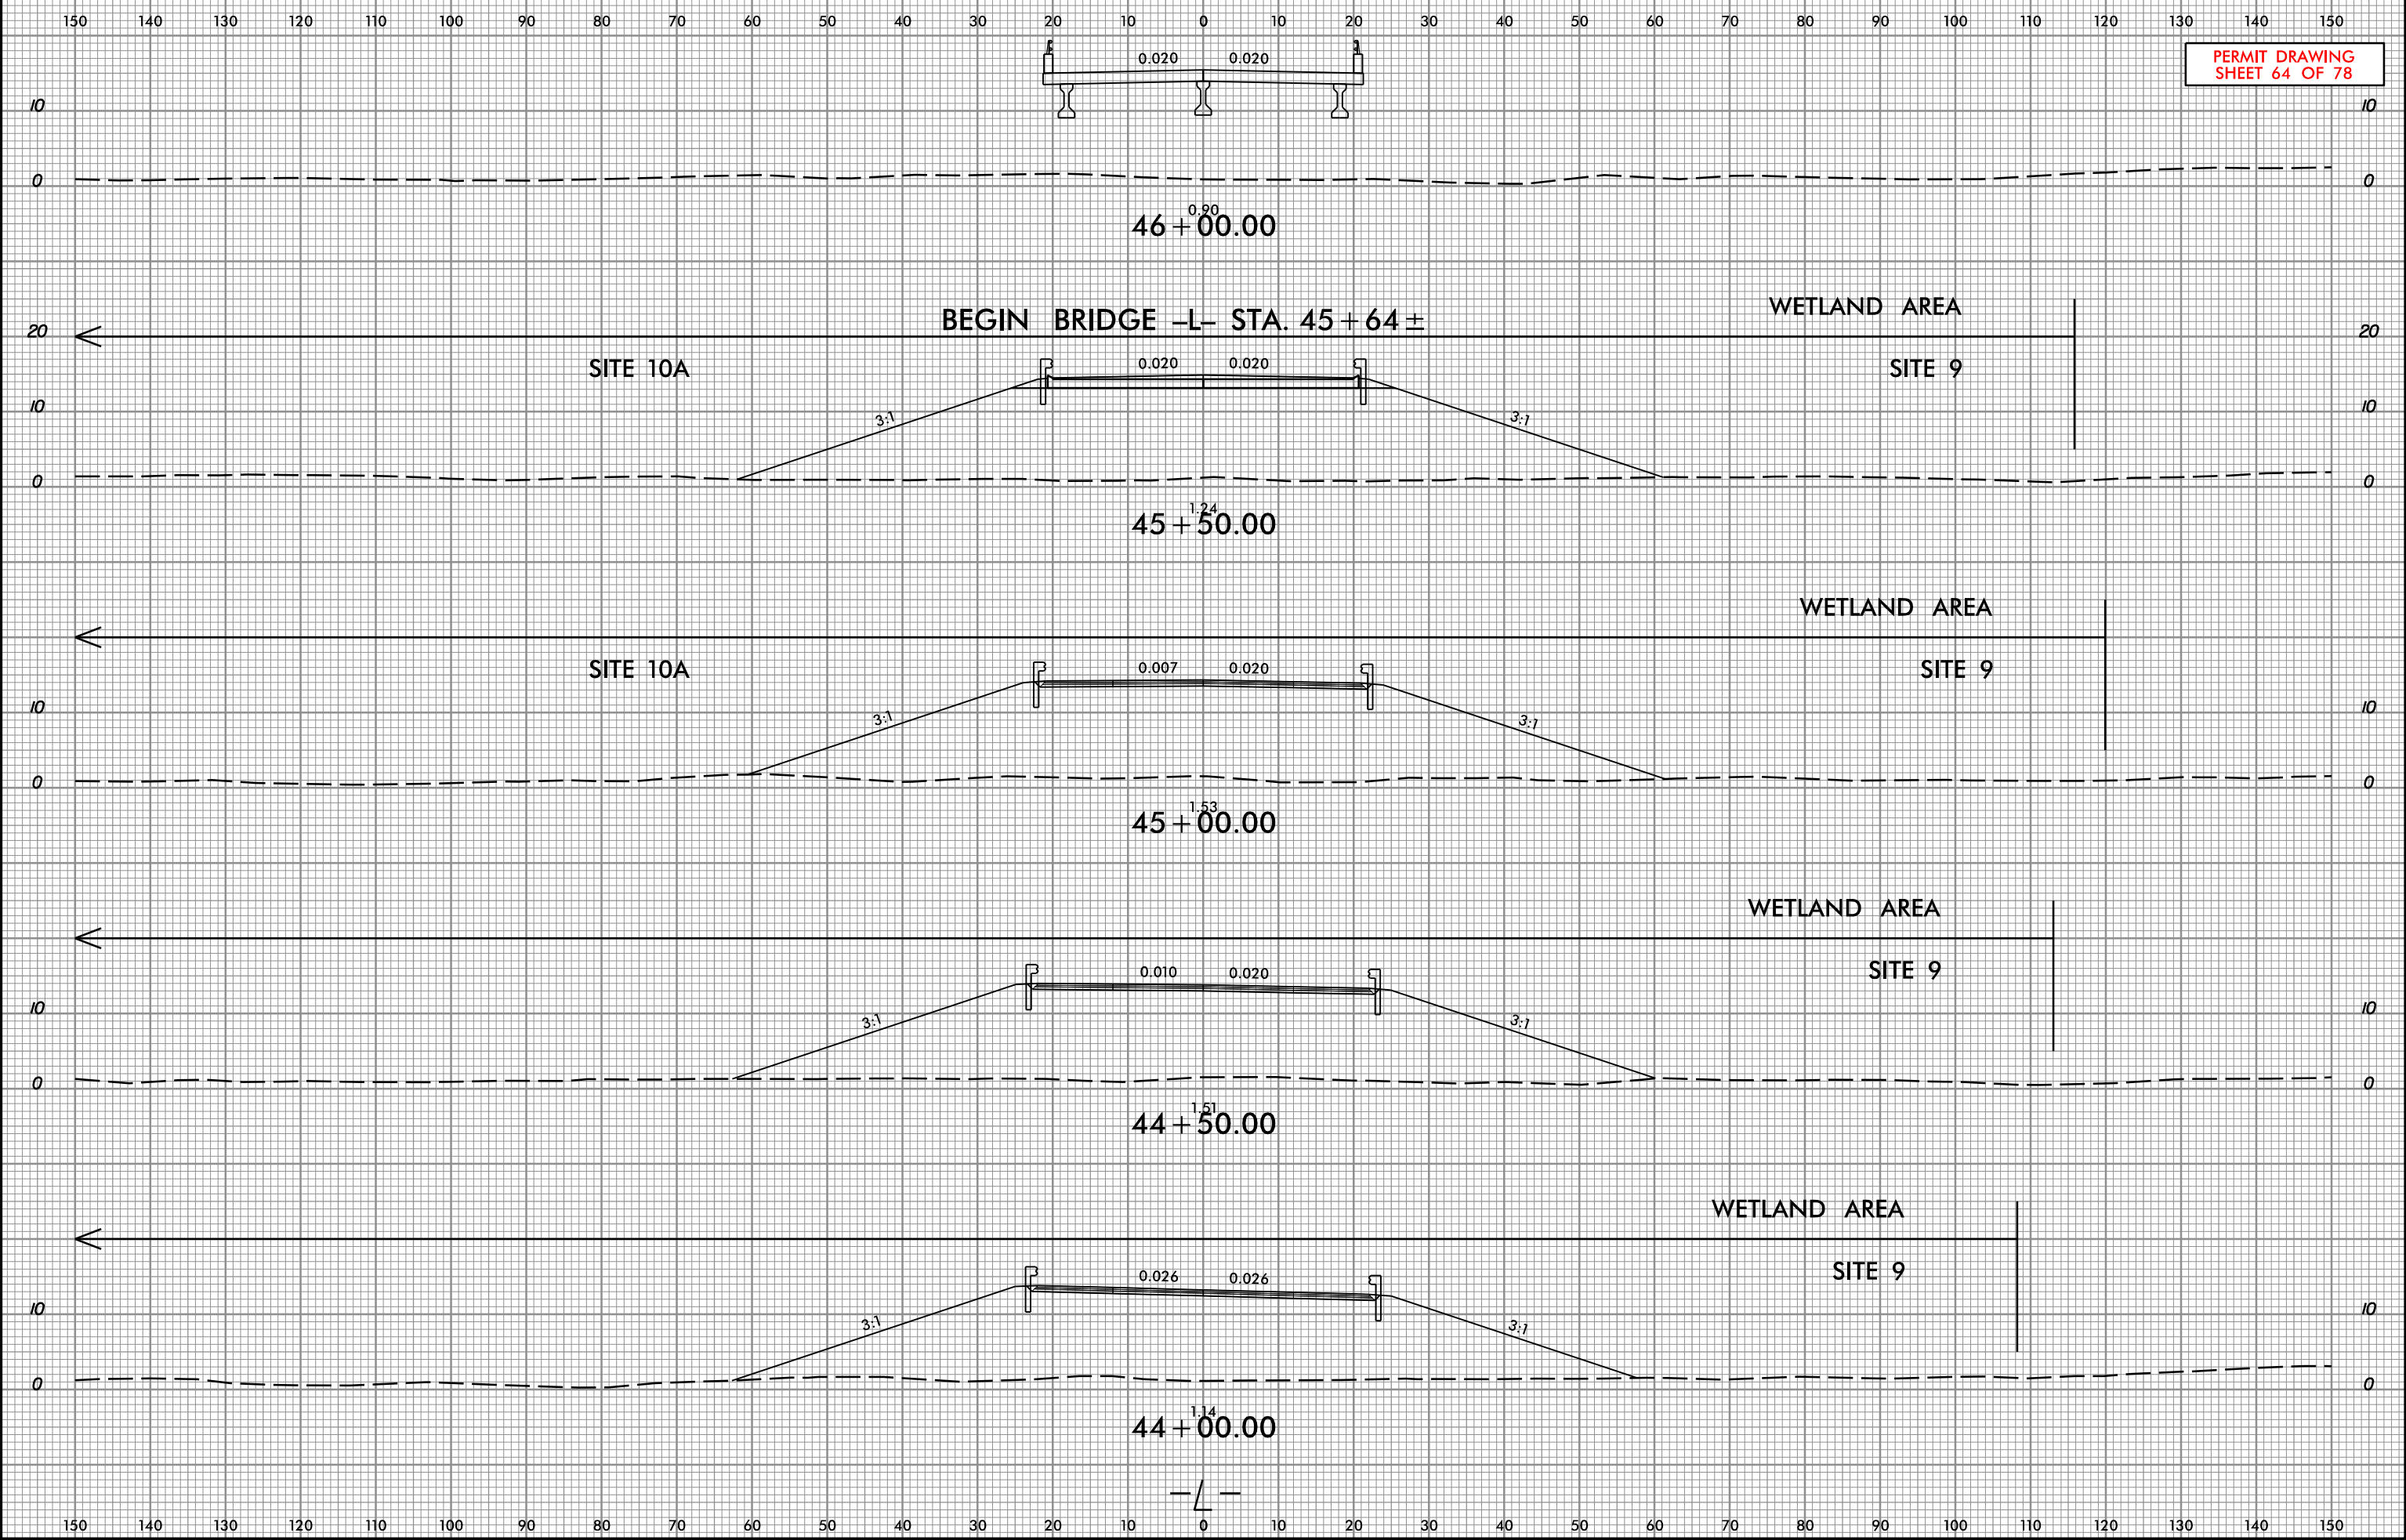 150 140 130 120 110 100 90 80 70 60 50 40 30 20 10 0 10 20 30 40 50 60 70 80 90 100 110 120 130 140 150
PERMIT DRAWING
SHEET 64 OF 78
0.020 0.020
10 10
0 0
0.90
46+00.00
WETLAND AREA
BEGIN BRIDGE -L- STA. 45+64±
20 20
SITE 10A 0.020 0.020 SITE 9
10 10
3:1 3:1
0 0
1.24
45+50.00
WETLAND AREA
SITE 10A 0.007 0.020 SITE 9
10 10
3:1 3:1
0 0
1.53
45+00.00
WETLAND AREA
0.010 0.020 SITE 9
10 10
3:1 3:1
0 0
1.51
44+50.00
WETLAND AREA
0.026 0.026 SITE 9
10 10
3:1 3:1
0 0
1.14
44+00.00
-L-
150 140 130 120 110 100 90 80 70 60 50 40 30 20 10 0 10 20 30 40 50 60 70 80 90 100 110 120 130 140 150